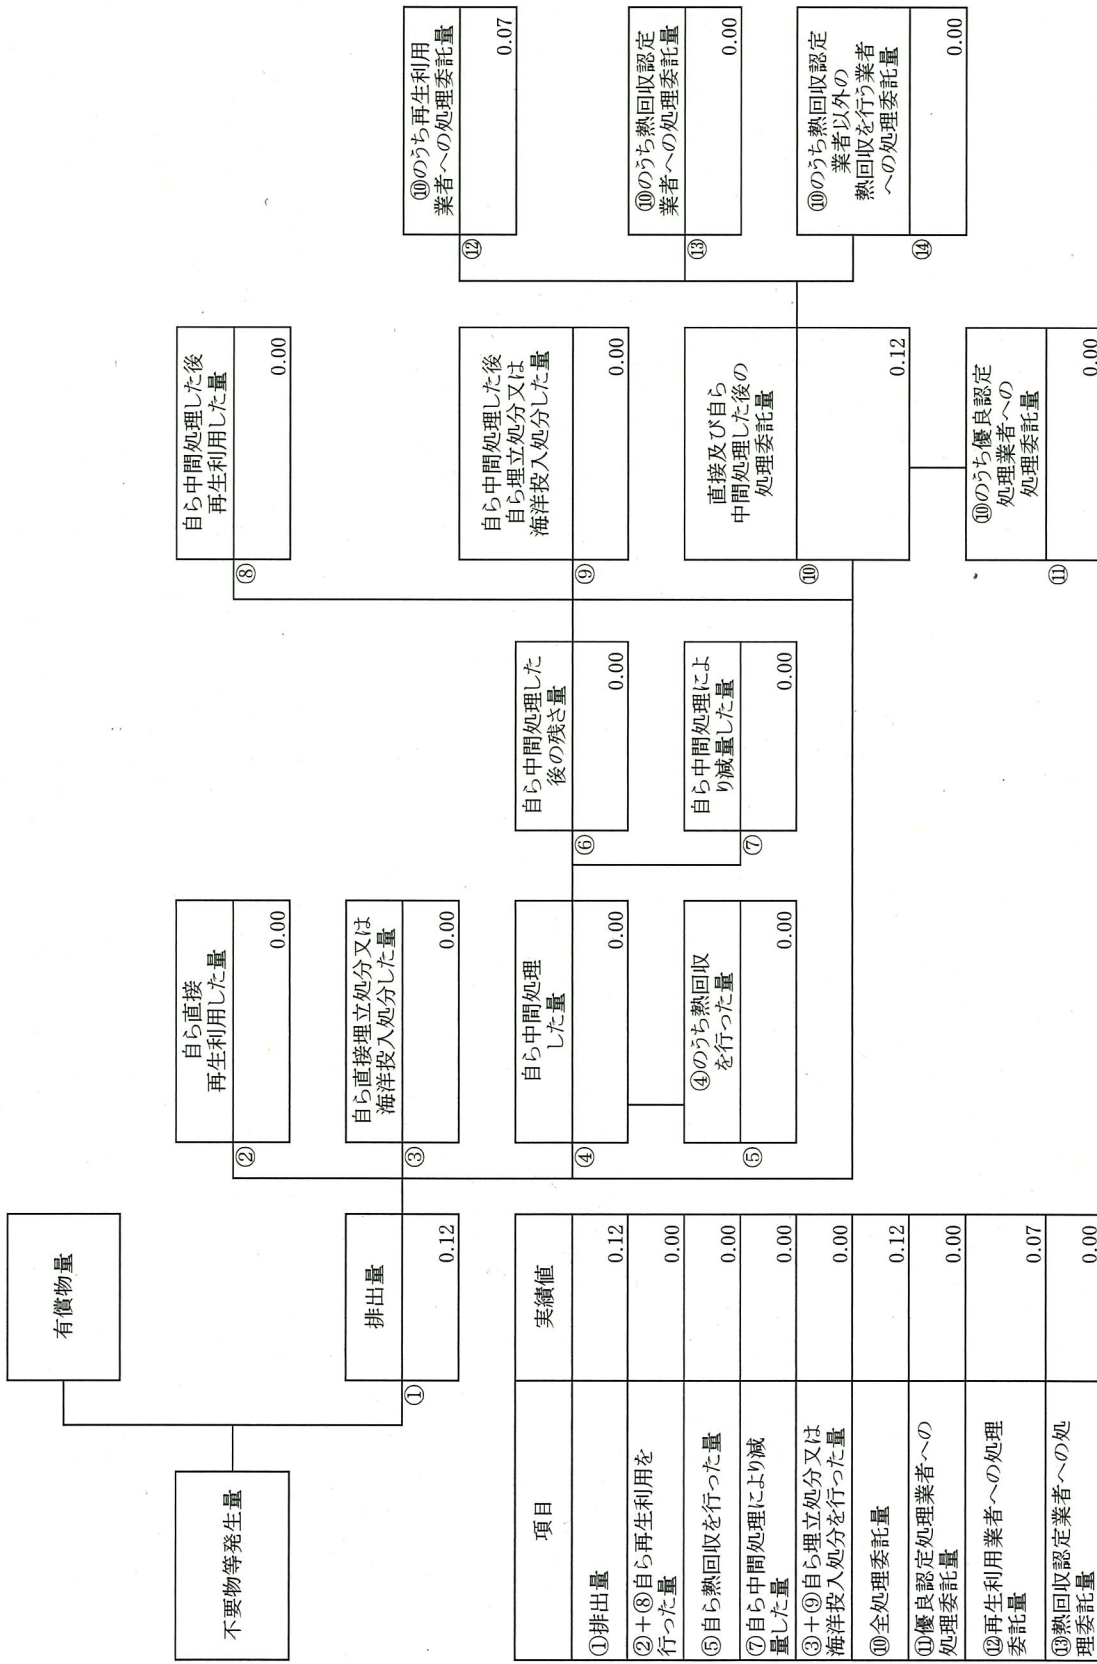 不要物等発生量
有償物量
排出量
①
0.12
自ら直接
再生利用した量
②
0.00
自ら直接埋立処分又は
海洋投入処分した量
③
0.00
自ら中間処理
した量
④
0.00
④のうち熱回収
を行った量
⑤
0.00
自ら中間処理した
後の残さ量
⑥
0.00
自ら中間処理によ
り減量した量
⑦
0.00
自ら中間処理した後
再生利用した量
⑧
0.00
自ら中間処理した後
自ら埋立処分又は
海洋投入処分した量
⑨
0.00
直接及び自ら
中間処理した後の
処理委託量
⑩
0.12
⑩のうち優良認定
処理業者への
処理委託量
⑪
0.00
⑩のうち再生利用
業者への処理委託量
⑫
0.07
⑩のうち熱回収認定
業者への処理委託量
⑬
0.00
⑩のうち熱回収認定
業者以外の
熱回収を行う業者
への処理委託量
⑭
0.00
項目 実績値
①排出量 0.12
②+⑧自ら再生利用を
行った量 0.00
⑤自ら熱回収を行った量 0.00
⑦自ら中間処理により減
量した量 0.00
③+⑨自ら埋立処分又は
海洋投入処分を行った量 0.00
⑩全処理委託量 0.12
⑪優良認定処理業者への
処理委託量 0.00
⑫再生利用業者への処理
委託量 0.07
⑬熱回収認定業者への処
理委託量 0.00